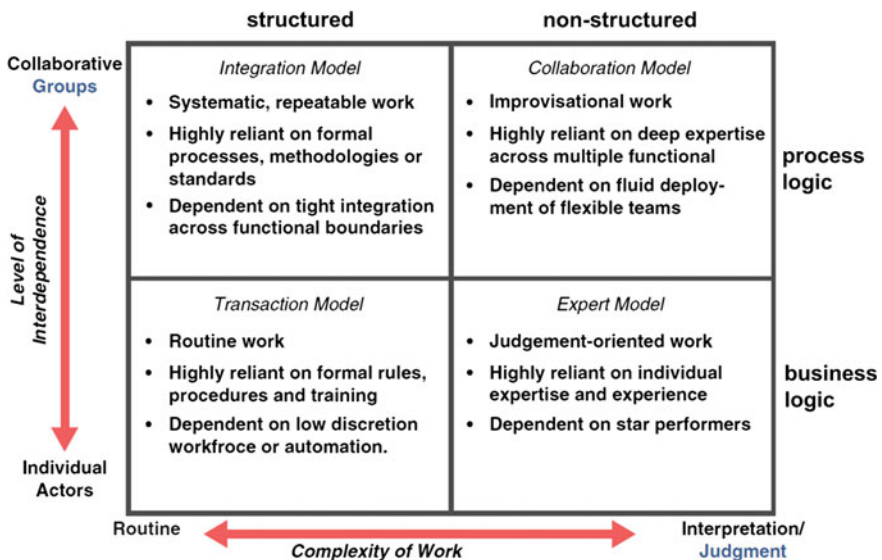 structured
non-structured
Collaborative
Groups
Level of
Interdependence
Individual
Actors
Integration Model
• Systematic, repeatable work
• Highly reliant on formal
processes, methodologies or
standards
• Dependent on tight integration
across functional boundaries
Collaboration Model
• Improvisational work
• Highly reliant on deep expertise
across multiple functional
• Dependent on fluid deploy-
ment of flexible teams
process
logic
Transaction Model
• Routine work
• Highly reliant on formal rules,
procedures and training
• Dependent on low discretion
workfroce or automation.
Expert Model
• Judgement-oriented work
• Highly reliant on individual
expertise and experience
• Dependent on star performers
business
logic
Routine
Complexity of Work
Interpretation/
Judgment